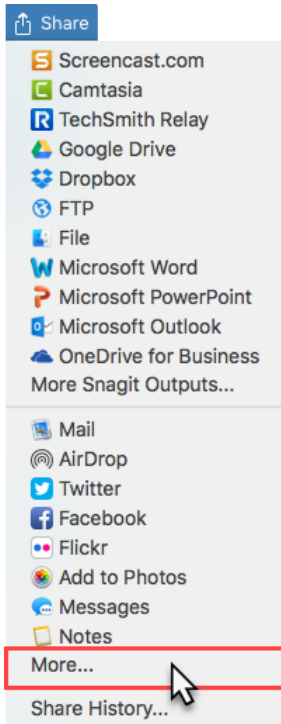 Share
Screencast.com
Camtasia
TechSmith Relay
Google Drive
Dropbox
FTP
File
Microsoft Word
Microsoft PowerPoint
Microsoft Outlook
OneDrive for Business
More Snagit Outputs...
Mail
AirDrop
Twitter
Facebook
Flickr
Add to Photos
Messages
Notes
More...
Share History...